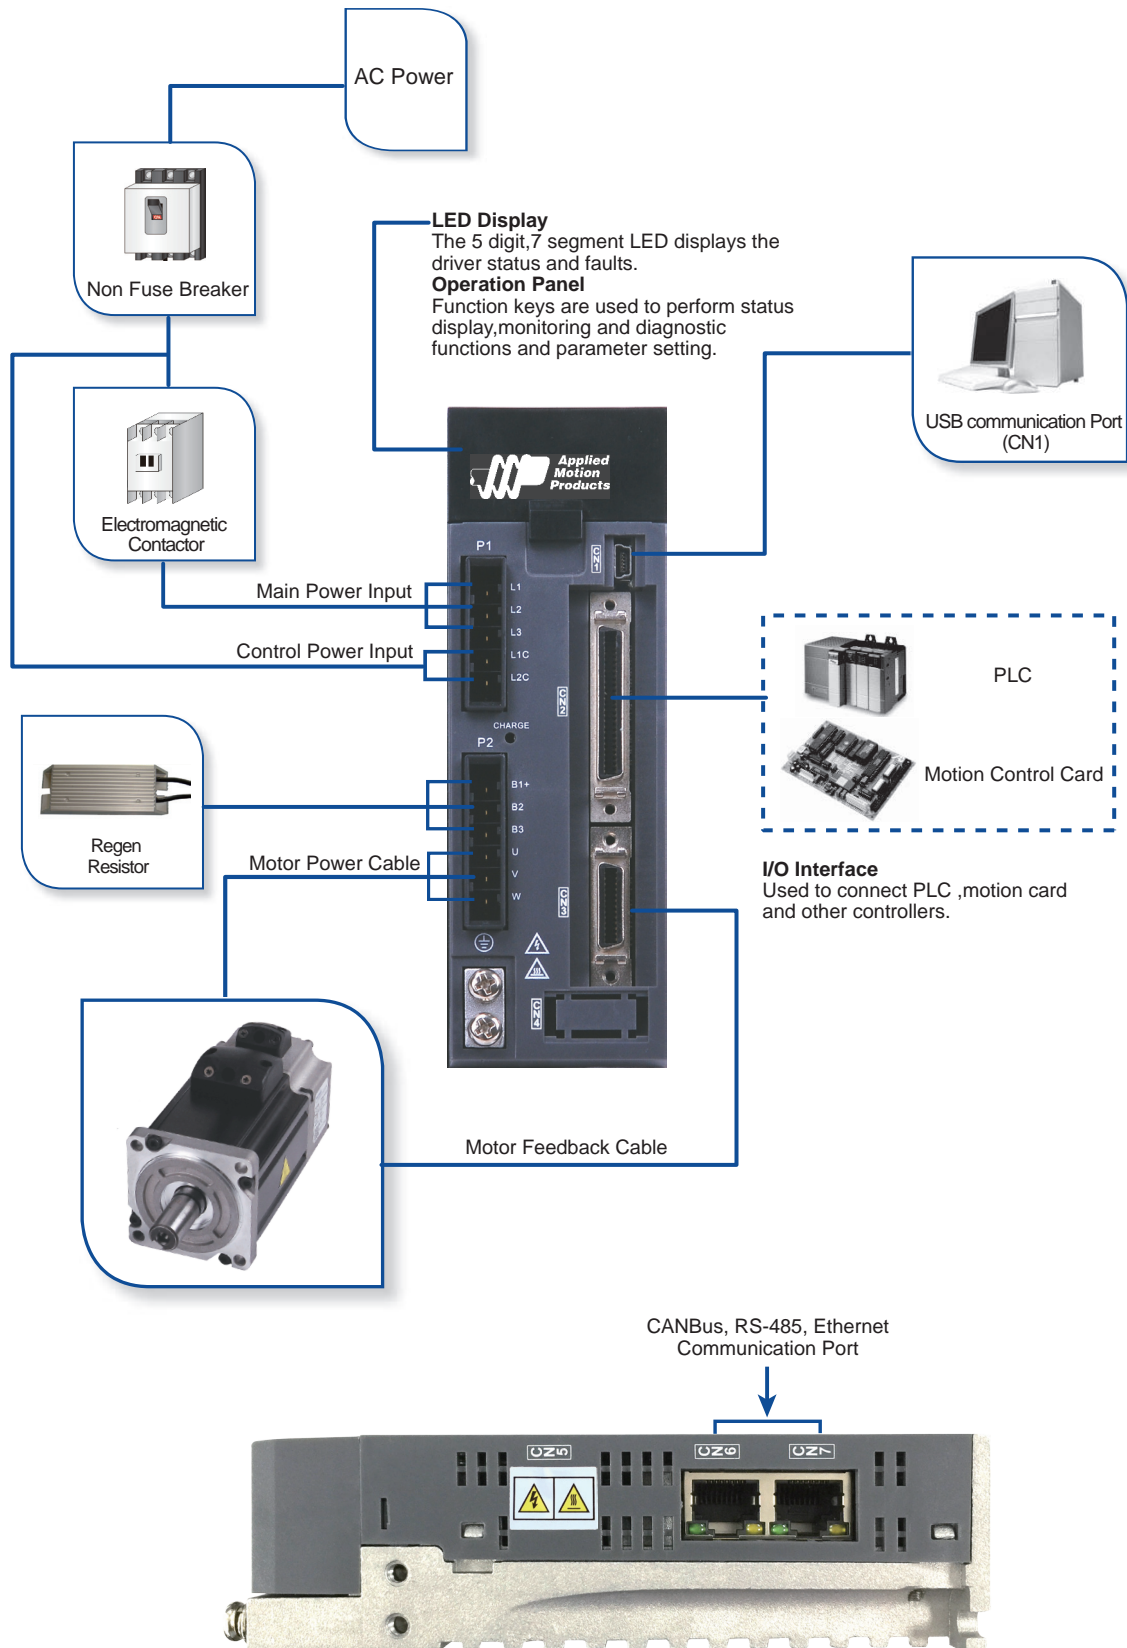 AC Power
Non Fuse Breaker
LED Display
The 5 digit,7 segment LED displays the
driver status and faults.
Operation Panel
Function keys are used to perform status
display,monitoring and diagnostic
functions and parameter setting.
USB communication Port
(CN1)
Electromagnetic
Contactor
Applied
Motion
Products
P1
CN1
Main Power Input
L1
L2
L3
Control Power Input
L1C
L2C
CN2
PLC
Motion Control Card
CHARGE
P2
B1+
B2
B3
Regen
Resistor
Motor Power Cable
U
V
W
CN3
I/O Interface
Used to connect PLC ,motion card
and other controllers.
CN4
Motor Feedback Cable
CANBus, RS-485, Ethernet
Communication Port
CN5
CN6
CN7